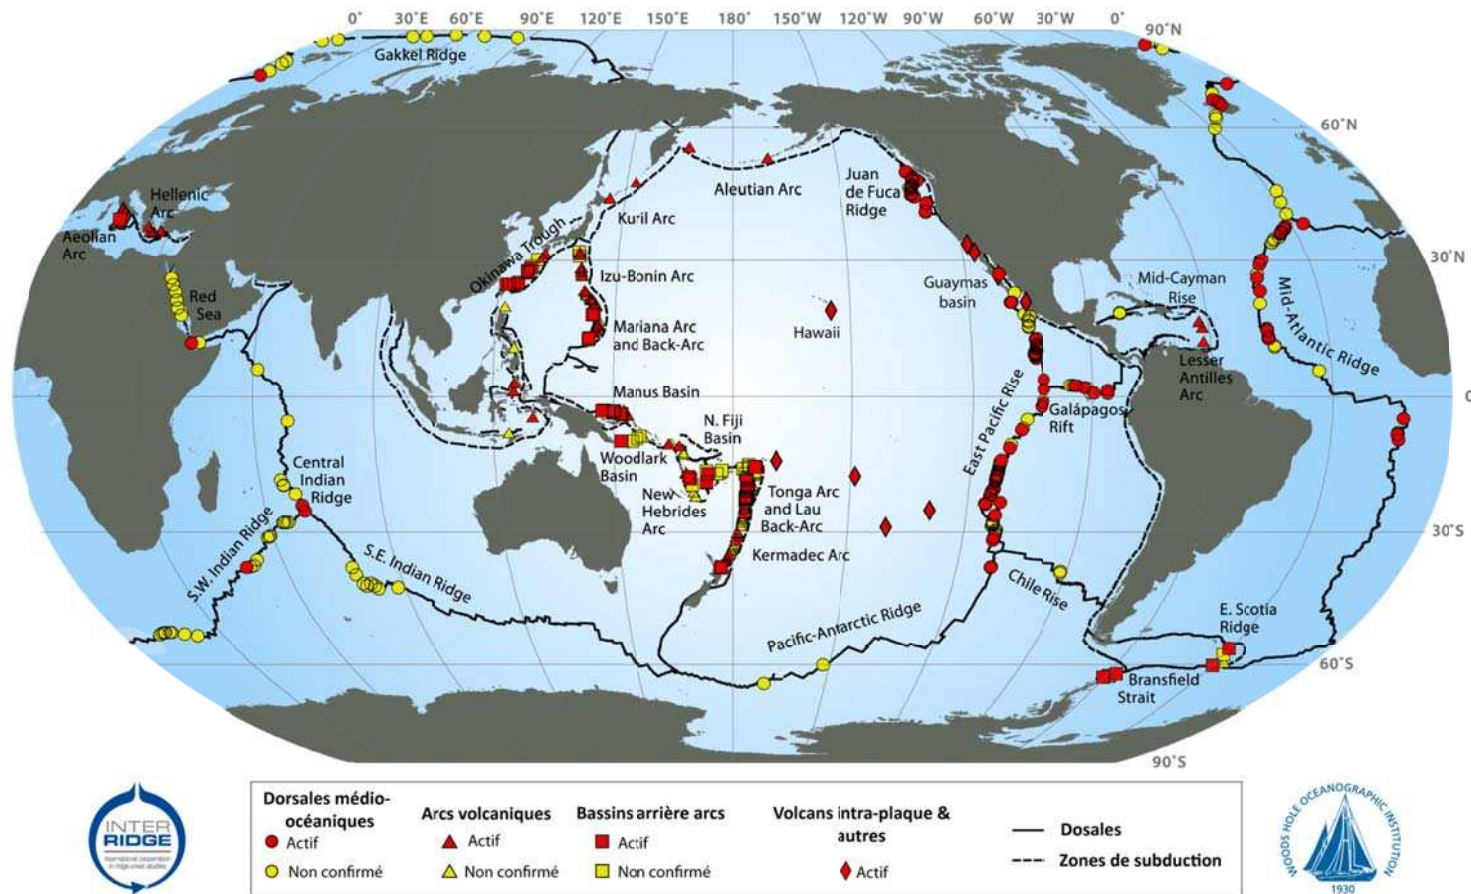 0° 30°E 60°E 90°E 120°E 150°E 180° 150°W 120°W 90°W 60°W 30°W 0°
90°N
Gakkel Ridge
60°N
Hellenic
Arc
Aeolian
Arc
Aleutian Arc
Juan
de Fuca
Ridge
Kuril Arc
Okinawa Trough
30°N
Izu-Bonin Arc
Guaymas
basin
Mid-Cayman
Rise
Red
Sea
Mid-Atlantic Ridge
Hawaii
Mariana Arc
and Back-Arc
Lesser
Antilles
Arc
Manus Basin
0
East Pacific Rise
Galápagos
Rift
N. Fiji
Basin
Woodlark
Basin
Central
Indian
Ridge
New
Hebrides
Arc
Tonga Arc
and Lau
Back-Arc
30°S
S.W. Indian Ridge
S.E. Indian Ridge
Kermadec Arc
Chile Rise
Pacific-Antarctic Ridge
E. Scotia
Ridge
60°S
Bransfield
Strait
90°S
INTER
RIDGE
international cooperation
in ridge-crest studies
Dorsales médio-
océaniques
Actif
Non confirmé
Arcs volcaniques
Actif
Non confirmé
Bassins arrière arcs
Actif
Non confirmé
Volcans intra-plaque &
autres
Actif
Dosales
Zones de subduction
WOODS HOLE OCEANOGRAPHIC INSTITUTION
1930